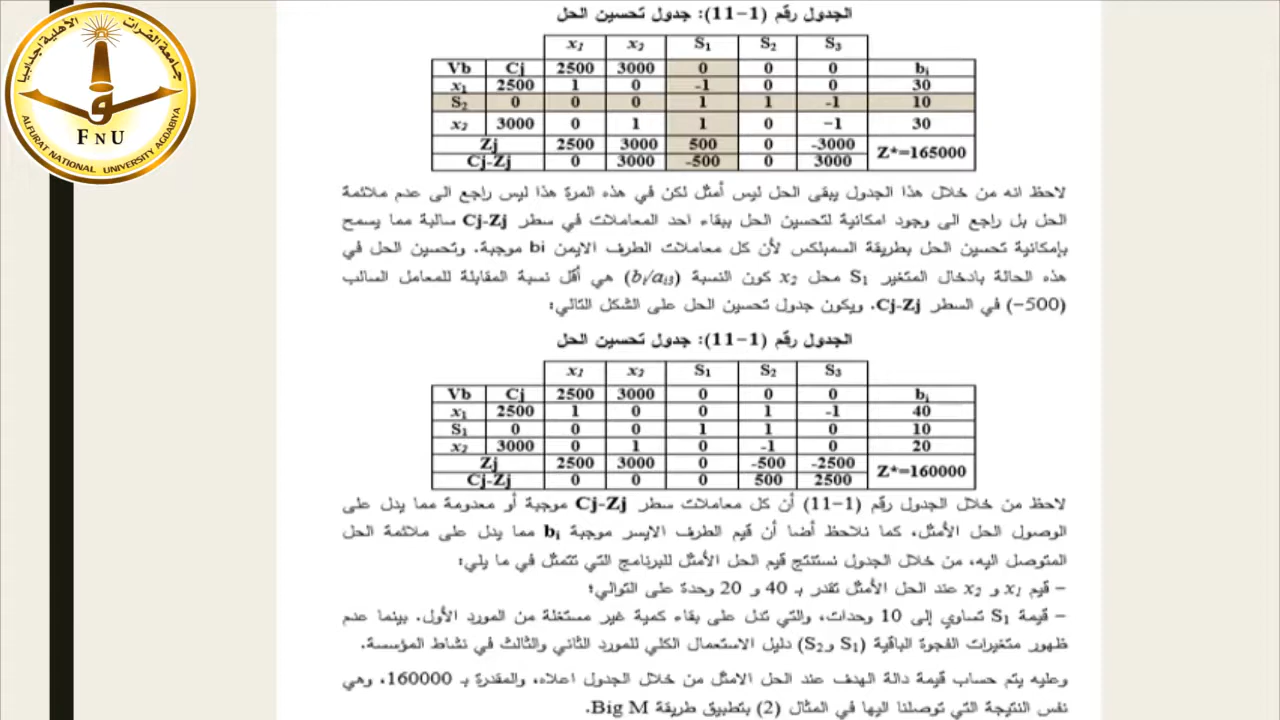 جامعة الفرات الأهلية اجدابيا
F N U
ALFURAT NATIONAL UNIVERSITY AGDABIYA
الجدول رقم (1-11): جدول تحسين الحل
x1 x2 S1 S2 S3
Vb Cj 2500 3000 0 0 0 bi
x1 2500 1 0 -1 0 0 30
S2 0 0 0 1 1 -1 10
x2 3000 0 1 1 0 -1 30
Zj 2500 3000 500 0 -3000 Z*=165000
Cj-Zj 0 3000 -500 0 3000
لاحظ انه من خلال هذا الجدول يبقى الحل ليس أمثل لكن في هذه المرة هذا ليس راجع الى عدم ملائمة
الحل بل راجع الى وجود امكانية لتحسين الحل ببقاء احد المعاملات في سطر Cj-Zj سالبة مما يسمح
بإمكانية تحسين الحل بطريقة السمبلكس لأن كل معاملات الطرف الايمن bi موجبة. وتحسين الحل في
هذه الحالة بادخال المتغير S1 محل x2 كون النسبة (bi/ai3) هي أقل نسبة المقابلة للمعامل السالب
(-500) في السطر Cj-Zj. ويكون جدول تحسين الحل على الشكل التالي:
الجدول رقم (1-11): جدول تحسين الحل
x1 x2 S1 S2 S3
Vb Cj 2500 3000 0 0 0 bi
x1 2500 1 0 0 1 -1 40
S1 0 0 0 1 1 0 10
x2 3000 0 1 0 -1 0 20
Zj 2500 3000 0 -500 -2500 Z*=160000
Cj-Zj 0 0 0 500 2500
لاحظ من خلال الجدول رقم (1-11) أن كل معاملات سطر Cj-Zj موجبة أو معدومة مما يدل على
الوصول الحل الأمثل، كما نلاحظ أضا أن قيم الطرف الايسر موجبة bi مما يدل على ملائمة الحل
المتوصل اليه، من خلال الجدول نستنتج قيم الحل الأمثل للبرنامج التي تتمثل في ما يلي:
- قيم x1 و x2 عند الحل الأمثل تقدر بـ 40 و 20 وحدة على التوالي؛
- قيمة S1 تساوي إلى 10 وحدات، والتي تدل على بقاء كمية غير مستغلة من المورد الأول. بينما عدم
ظهور متغيرات الفجوة الباقية (S1 وS2) دليل الاستعمال الكلي للمورد الثاني والثالث في نشاط المؤسسة.
وعليه يتم حساب قيمة دالة الهدف عند الحل الامثل من خلال الجدول اعلاه، والمقدرة بـ 160000، وهي
نفس النتيجة التي توصلنا اليها في المثال (2) بتطبيق طريقة Big M.